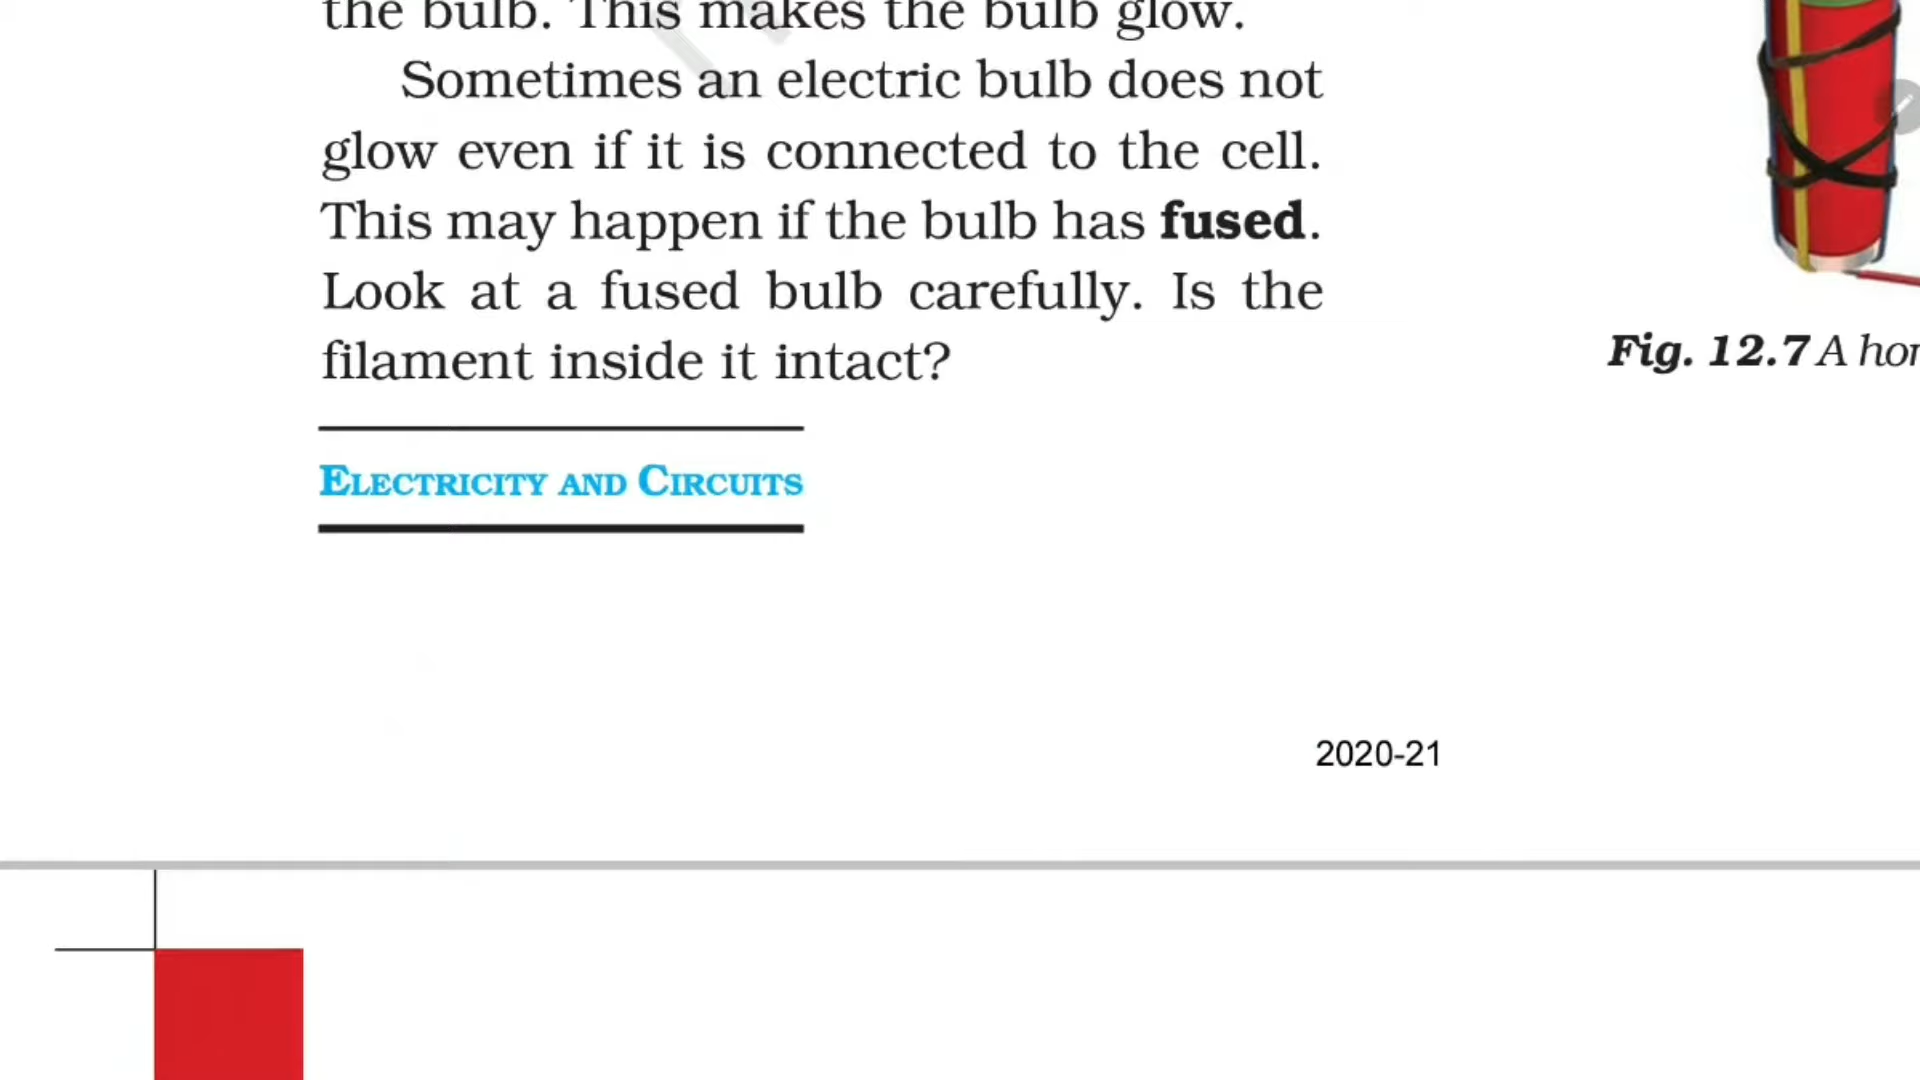 the bulb. This makes the bulb glow.
Sometimes an electric bulb does not
glow even if it is connected to the cell.
This may happen if the bulb has fused.
Look at a fused bulb carefully. Is the
filament inside it intact?
Fig. 12.7 A
ELECTRICITY AND CIRCUITS
2020-21